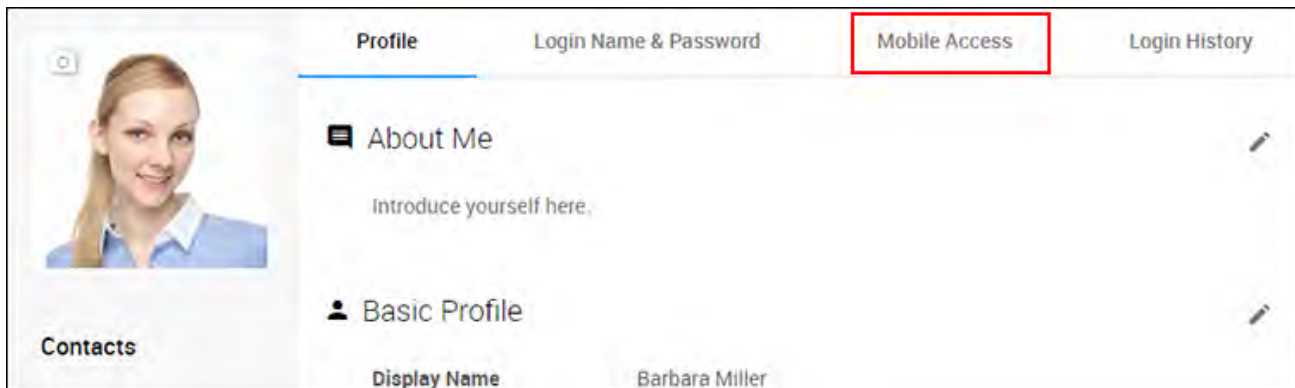 Profile Login Name & Password Mobile Access Login History
About Me
Introduce yourself here.
Basic Profile
Contacts
Display Name Barbara Miller